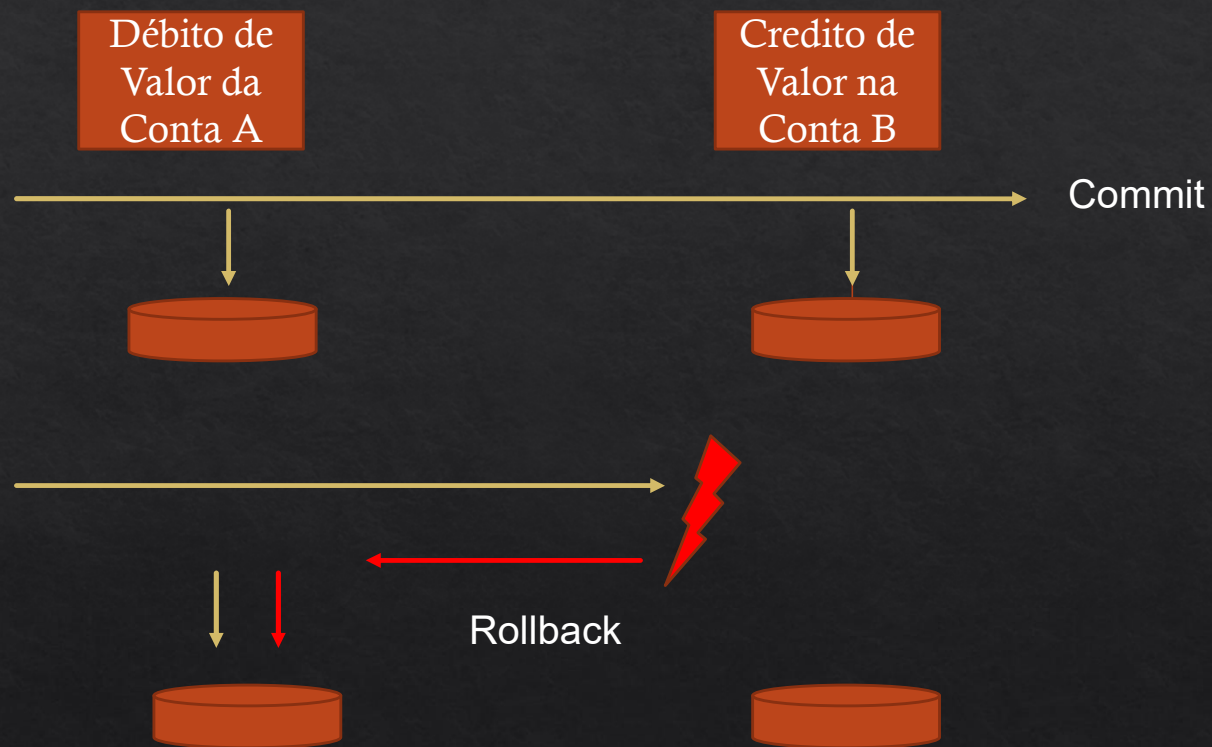 Débito de
Valor da
Conta A
Credito de
Valor na
Conta B
Commit
Rollback